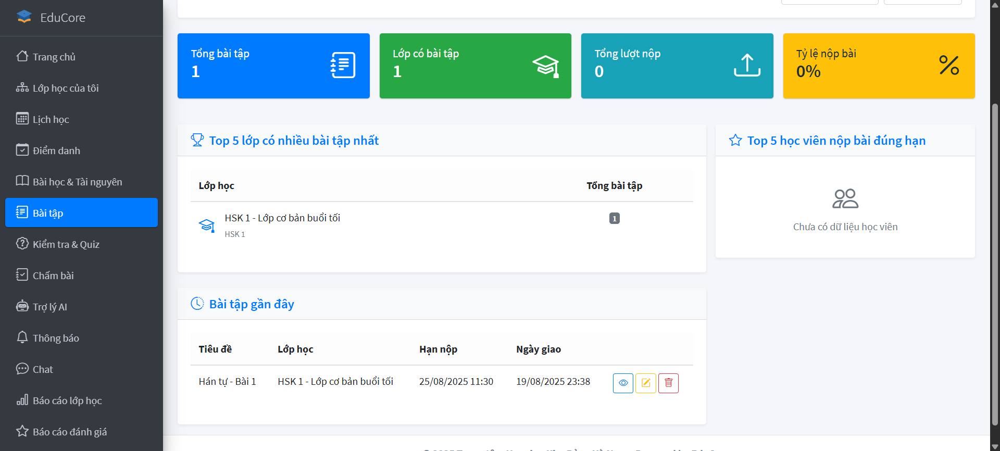 EduCore
Trang chủ
Lớp học của tôi
Lịch học
Điểm danh
Bài học & Tài nguyên
Bài tập
Kiểm tra & Quiz
Chấm bài
Trợ lý AI
Thông báo
Chat
Báo cáo lớp học
Báo cáo đánh giá
Tổng bài tập
1
Lớp có bài tập
1
Tổng lượt nộp
0
Tỷ lệ nộp bài
0%
Top 5 lớp có nhiều bài tập nhất
Lớp học Tổng bài tập
HSK 1 - Lớp cơ bản buổi tối 1
HSK 1
Top 5 học viên nộp bài đúng hạn
Chưa có dữ liệu học viên
Bài tập gần đây
Tiêu đề Lớp học Hạn nộp Ngày giao
Hán tự - Bài 1 HSK 1 - Lớp cơ bản buổi tối 25/08/2025 11:30 19/08/2025 23:38